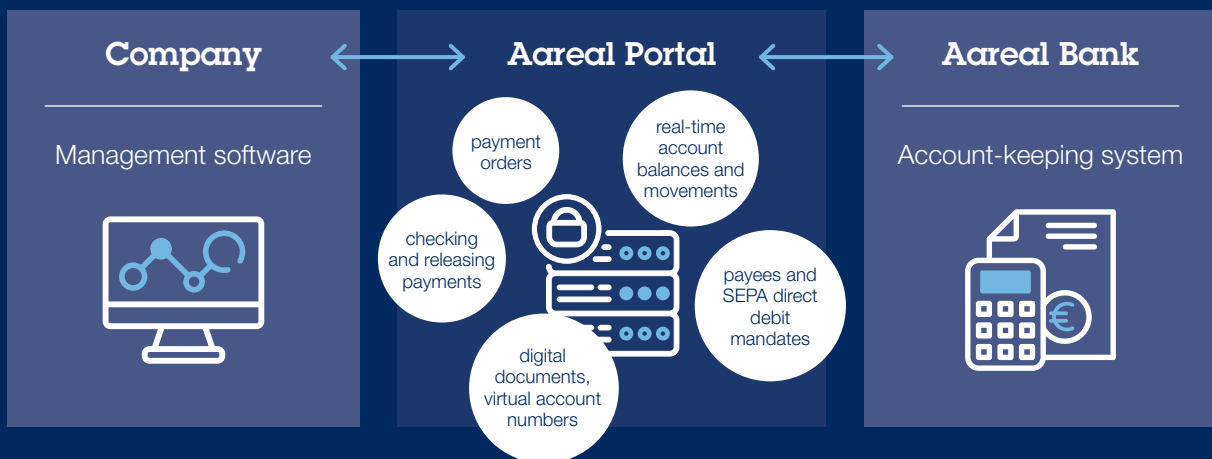 Company
Management software
Aareal Portal
payment
orders
real-time
account
balances and
movements
checking
and releasing
payments
payees and
SEPA direct
debit
mandates
digital
documents,
virtual account
numbers
Aareal Bank
Account-keeping system
€